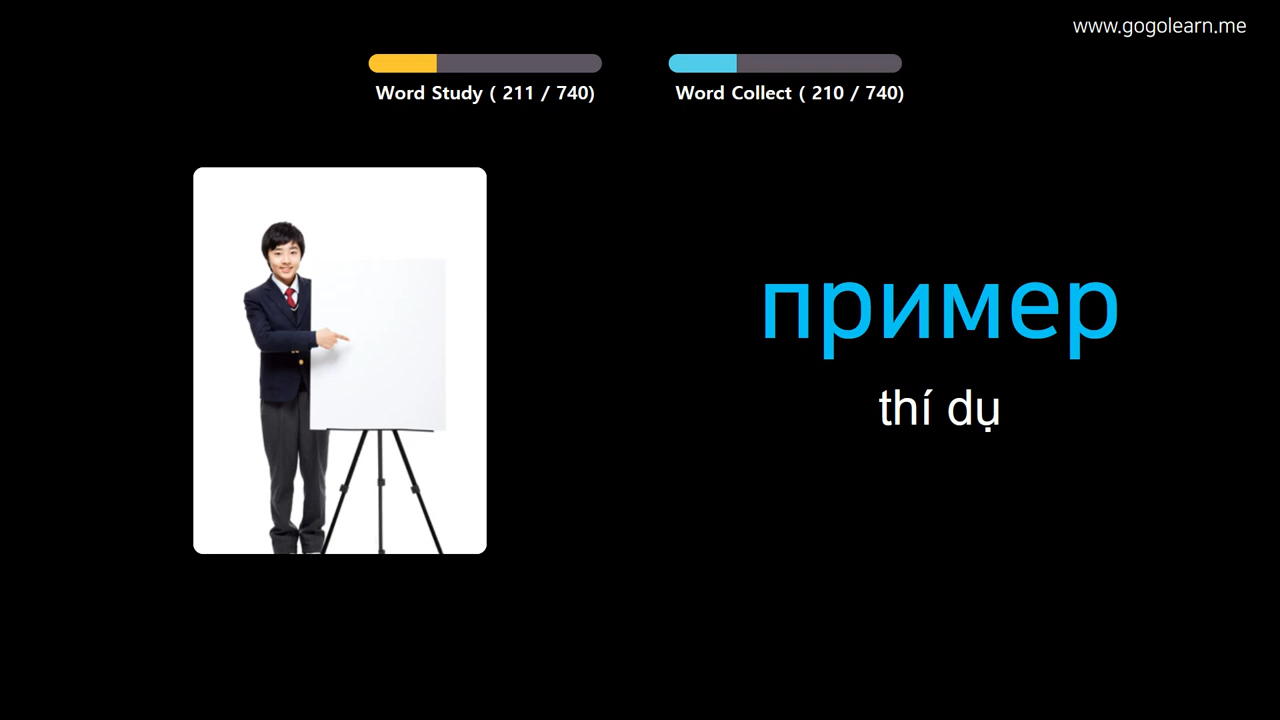 www.gogolearn.me
Word Study ( 211 / 740)
Word Collect ( 210 / 740)
пример
thí dụ